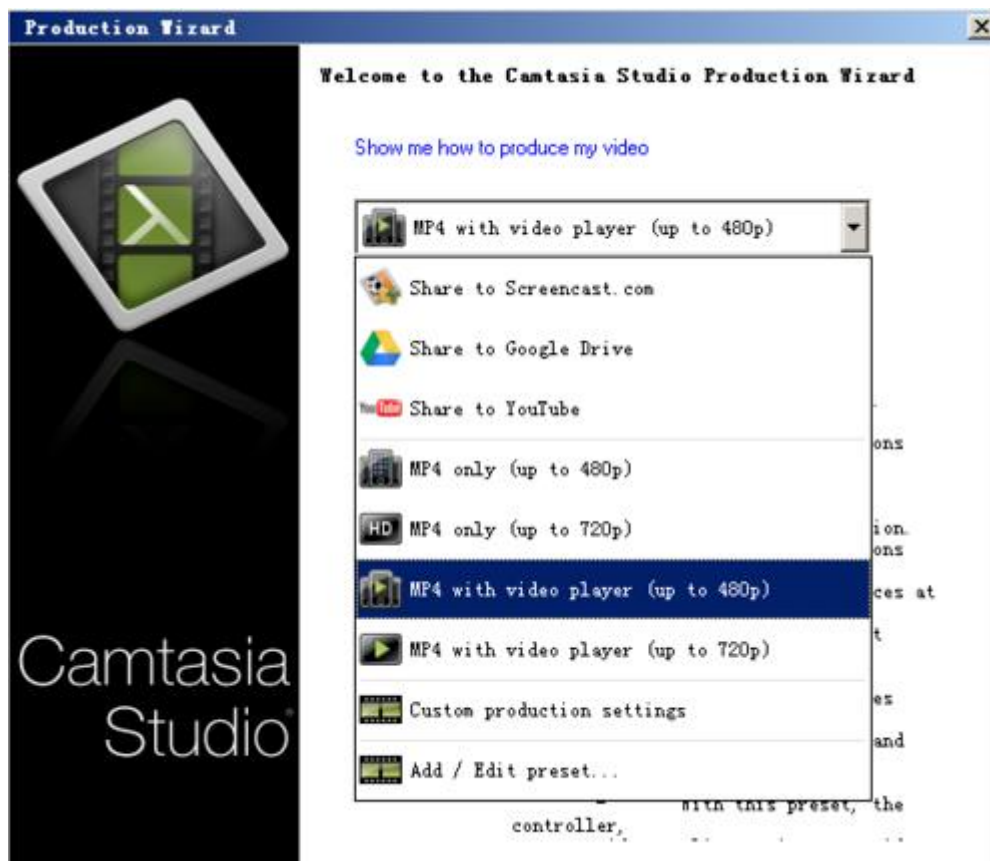 Production Wizard
Welcome to the Camtasia Studio Production Wizard
Show me how to produce my video
MP4 with video player (up to 480p)
Share to Screencast.com
Share to Google Drive
You Tube Share to YouTube
ons
MP4 only (up to 480p)
HD MP4 only (up to 720p)
ion.
ons
MP4 with video player (up to 480p)
ces at
t
MP4 with video player (up to 720p)
es
Custom production settings
and
Add / Edit preset...
With this preset, the
controller,
Camtasia
Studio